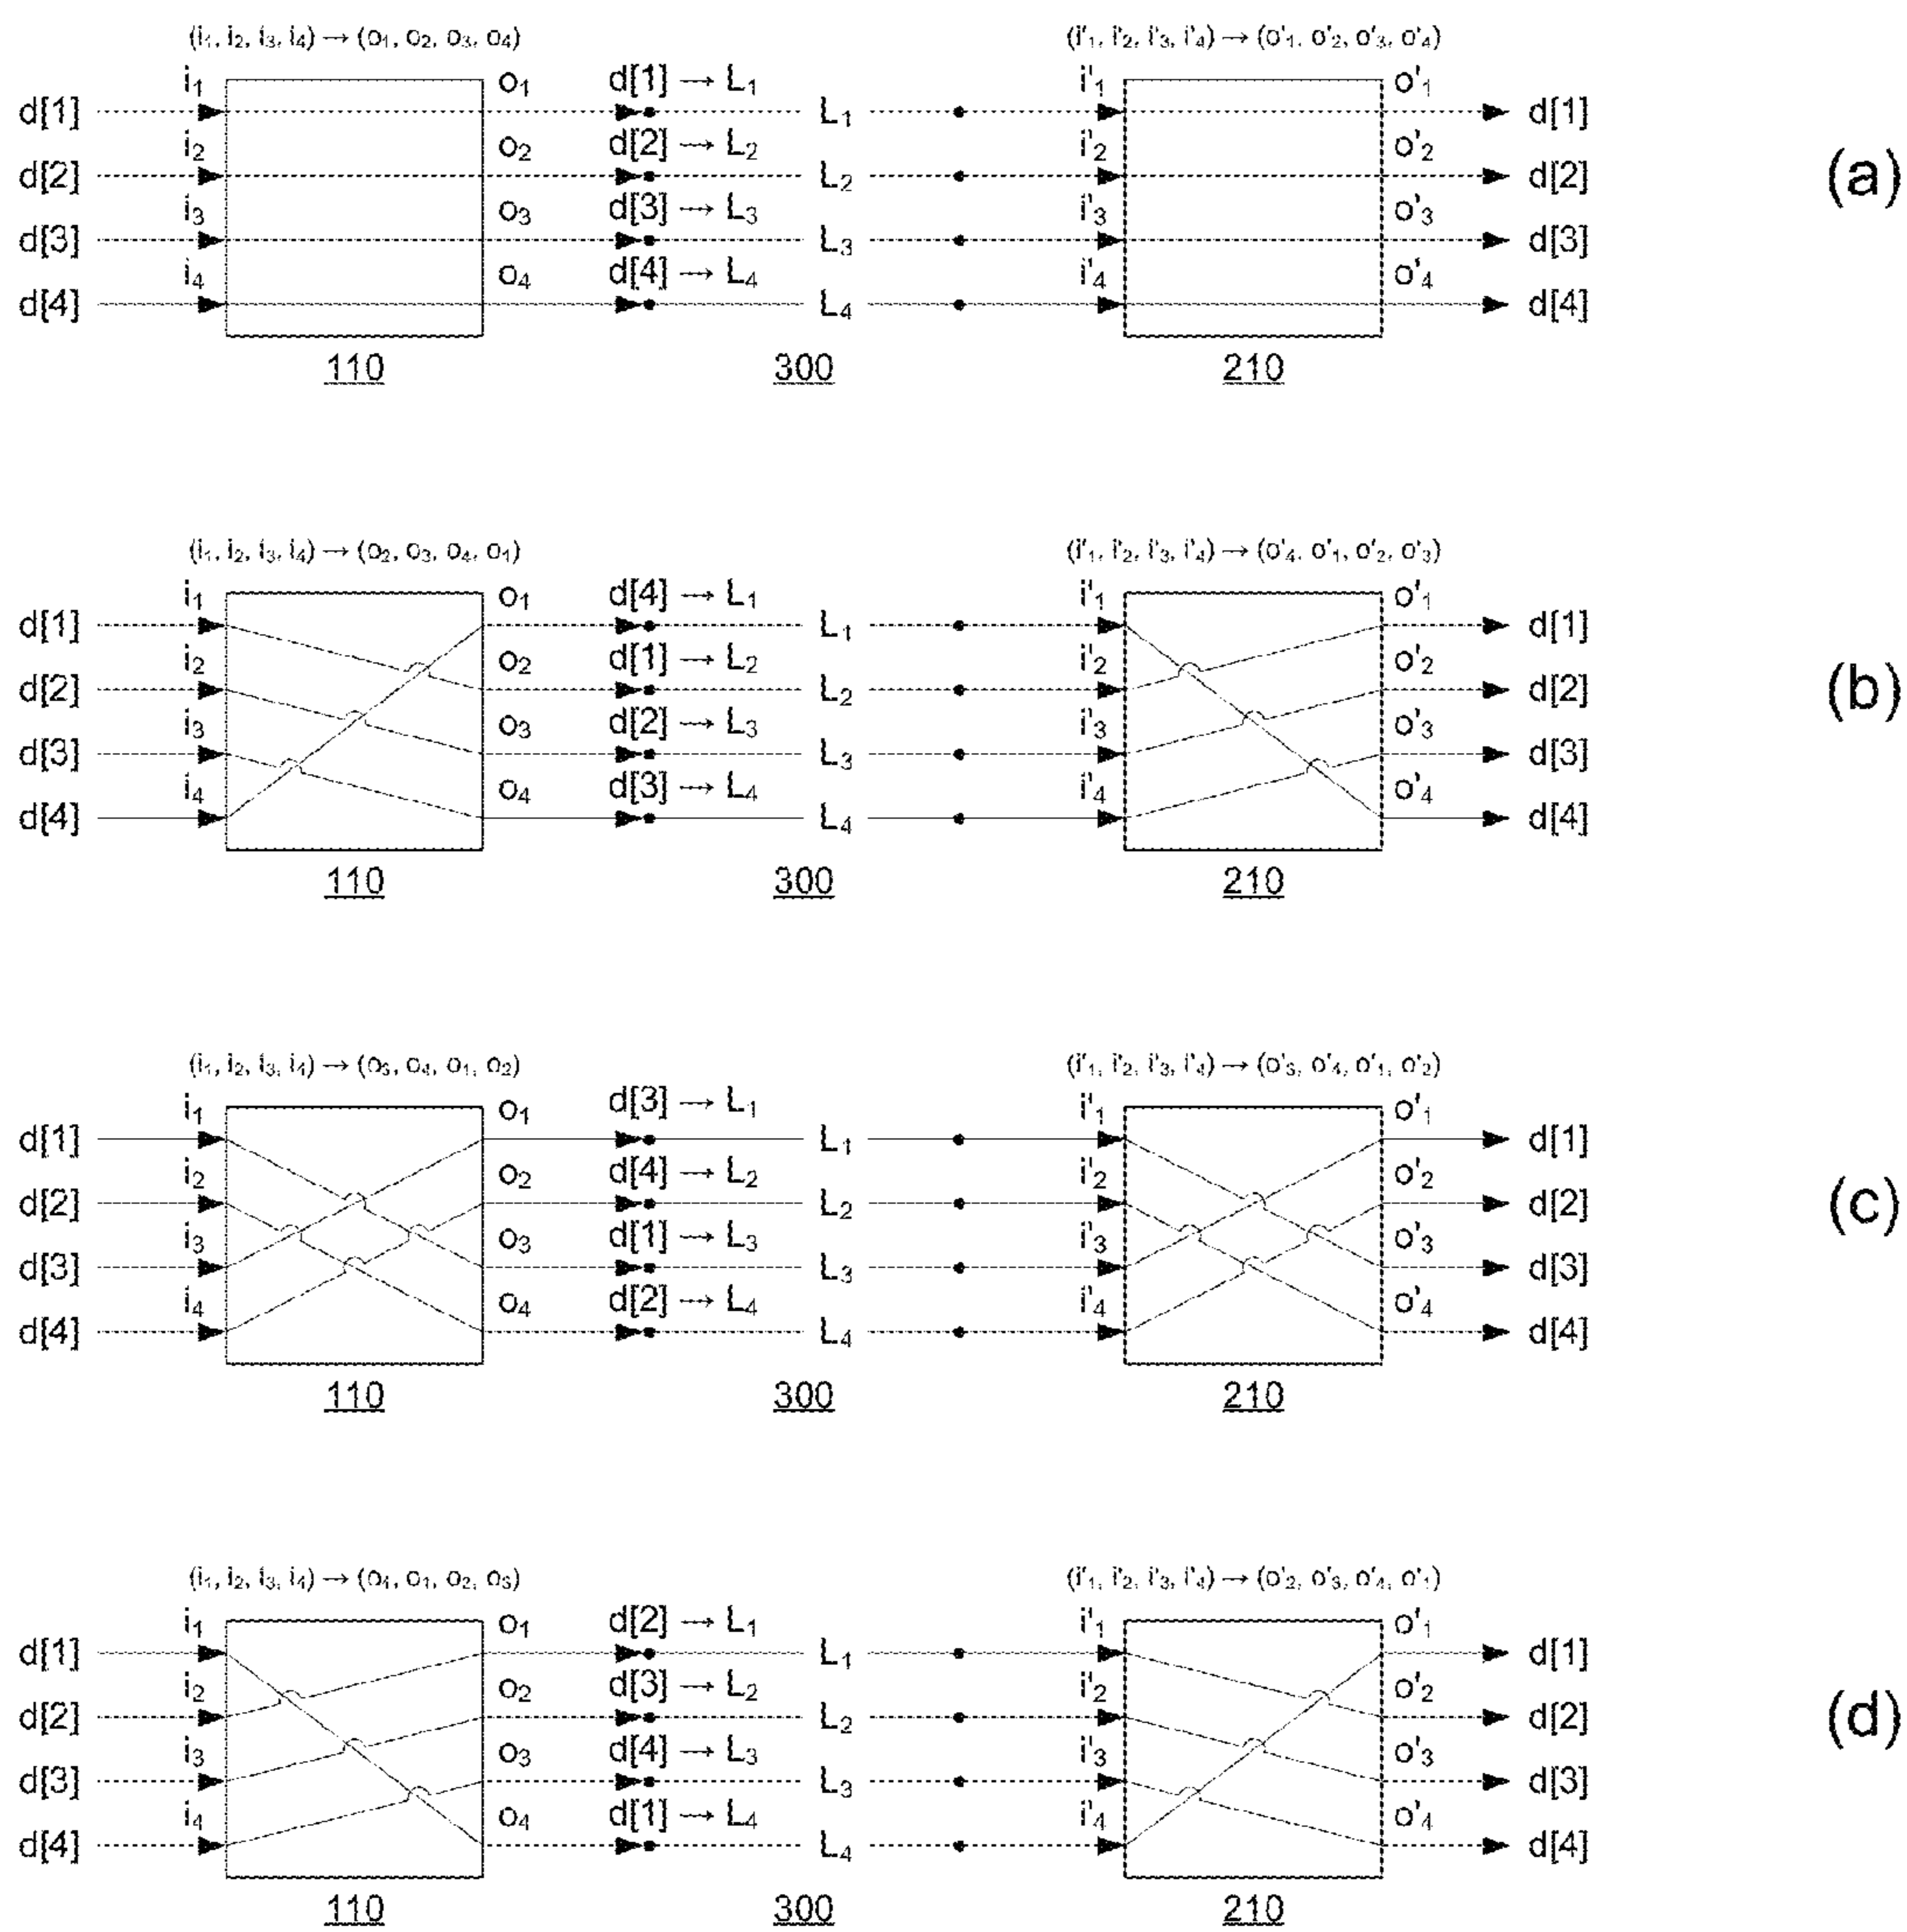 (i₁, i₂, i₃, i₄) → (o₁, o₂, o₃, o₄) (i'₁, i'₂, i'₃, i'₄) → (o'₁, o'₂, o'₃, o'₄)
i₁ o₁ d[1] → L₁ i'₁ o'₁
d[1] L₁ d[1]
i₂ o₂ d[2] → L₂ i'₂ o'₂
d[2] L₂ d[2] (a)
i₃ o₃ d[3] → L₃ i'₃ o'₃
d[3] L₃ d[3]
i₄ o₄ d[4] → L₄ i'₄ o'₄
d[4] L₄ d[4]
110 300 210
(i₁, i₂, i₃, i₄) → (o₂, o₃, o₄, o₁) (i'₁, i'₂, i'₃, i'₄) → (o'₄, o'₁, o'₂, o'₃)
i₁ o₁ d[4] → L₁ i'₁ o'₁
d[1] L₁ d[1]
i₂ o₂ d[1] → L₂ i'₂ o'₂
d[2] L₂ d[2] (b)
i₃ o₃ d[2] → L₃ i'₃ o'₃
d[3] L₃ d[3]
i₄ o₄ d[3] → L₄ i'₄ o'₄
d[4] L₄ d[4]
110 300 210
(i₁, i₂, i₃, i₄) → (o₃, o₄, o₁, o₂) (i'₁, i'₂, i'₃, i'₄) → (o'₃, o'₄, o'₁, o'₂)
i₁ o₁ d[3] → L₁ i'₁ o'₁
d[1] L₁ d[1]
i₂ o₂ d[4] → L₂ i'₂ o'₂
d[2] L₂ d[2] (c)
i₃ o₃ d[1] → L₃ i'₃ o'₃
d[3] L₃ d[3]
i₄ o₄ d[2] → L₄ i'₄ o'₄
d[4] L₄ d[4]
110 300 210
(i₁, i₂, i₃, i₄) → (o₄, o₁, o₂, o₃) (i'₁, i'₂, i'₃, i'₄) → (o'₂, o'₃, o'₄, o'₁)
i₁ o₁ d[2] → L₁ i'₁ o'₁
d[1] L₁ d[1]
i₂ o₂ d[3] → L₂ i'₂ o'₂
d[2] L₂ d[2] (d)
i₃ o₃ d[4] → L₃ i'₃ o'₃
d[3] L₃ d[3]
i₄ o₄ d[1] → L₄ i'₄ o'₄
d[4] L₄ d[4]
110 300 210